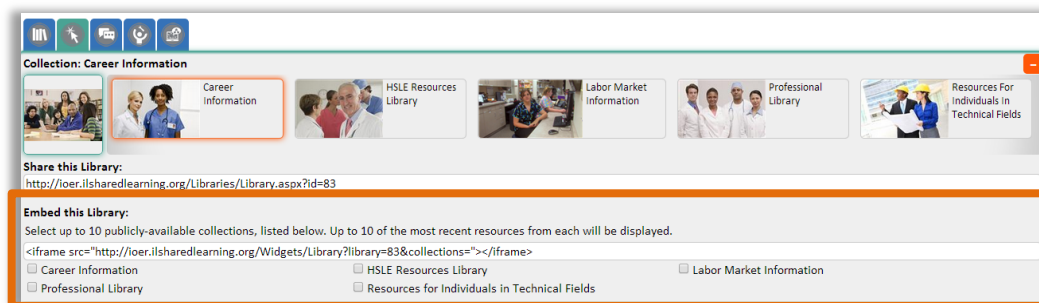 Collection: Career Information
Career
Information
HSLE Resources
Library
Labor Market
Information
Professional
Library
Resources For
Individuals In
Technical Fields
Share this Library:
http://ioer.ilsharedlearning.org/Libraries/Library.aspx?id=83
Embed this Library:
Select up to 10 publicly-available collections, listed below. Up to 10 of the most recent resources from each will be displayed.
<iframe src="http://ioer.ilsharedlearning.org/Widgets/Library?library=83&collections="></iframe>
Career Information HSLE Resources Library Labor Market Information
Professional Library Resources for Individuals in Technical Fields